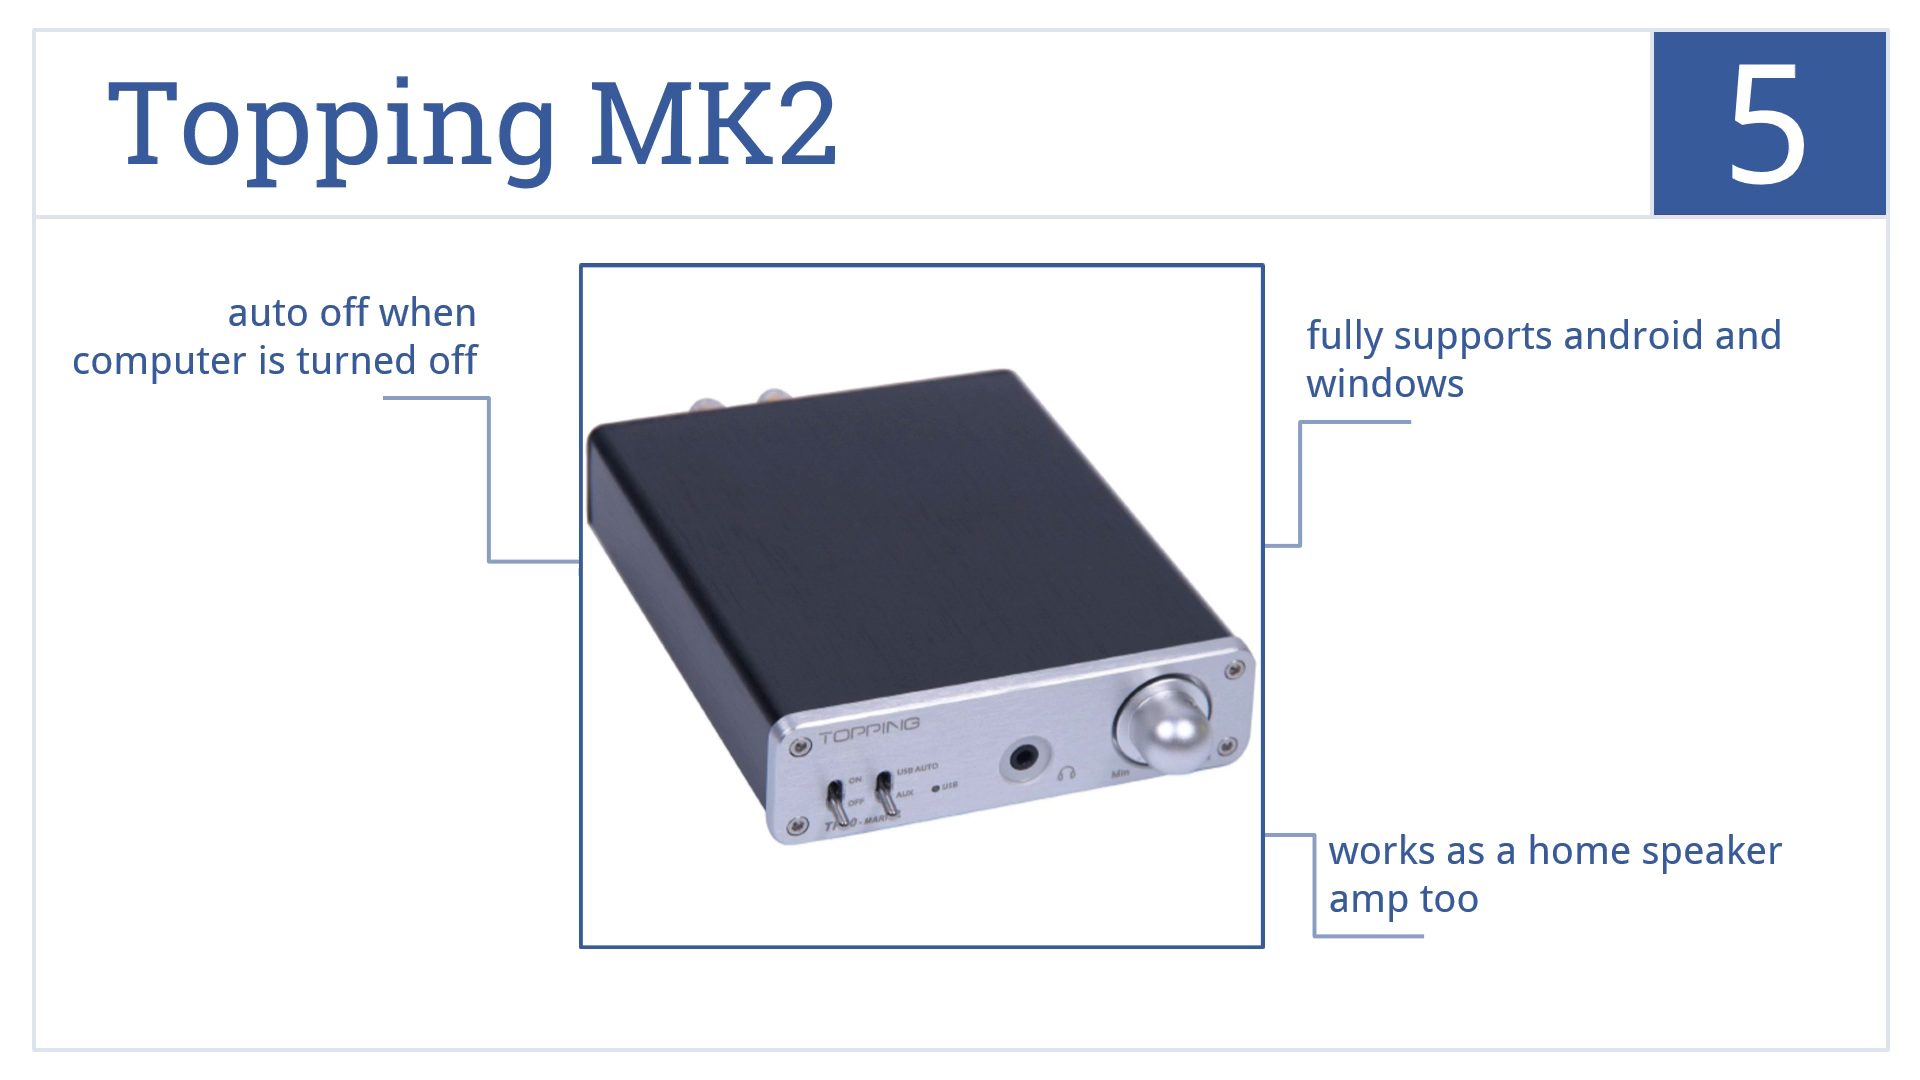 Topping MK2
5
auto off when
computer is turned off
fully supports android and
windows
works as a home speaker
amp too
TOPPING
ON
OFF
USB AUTO
AUX
USB
Min